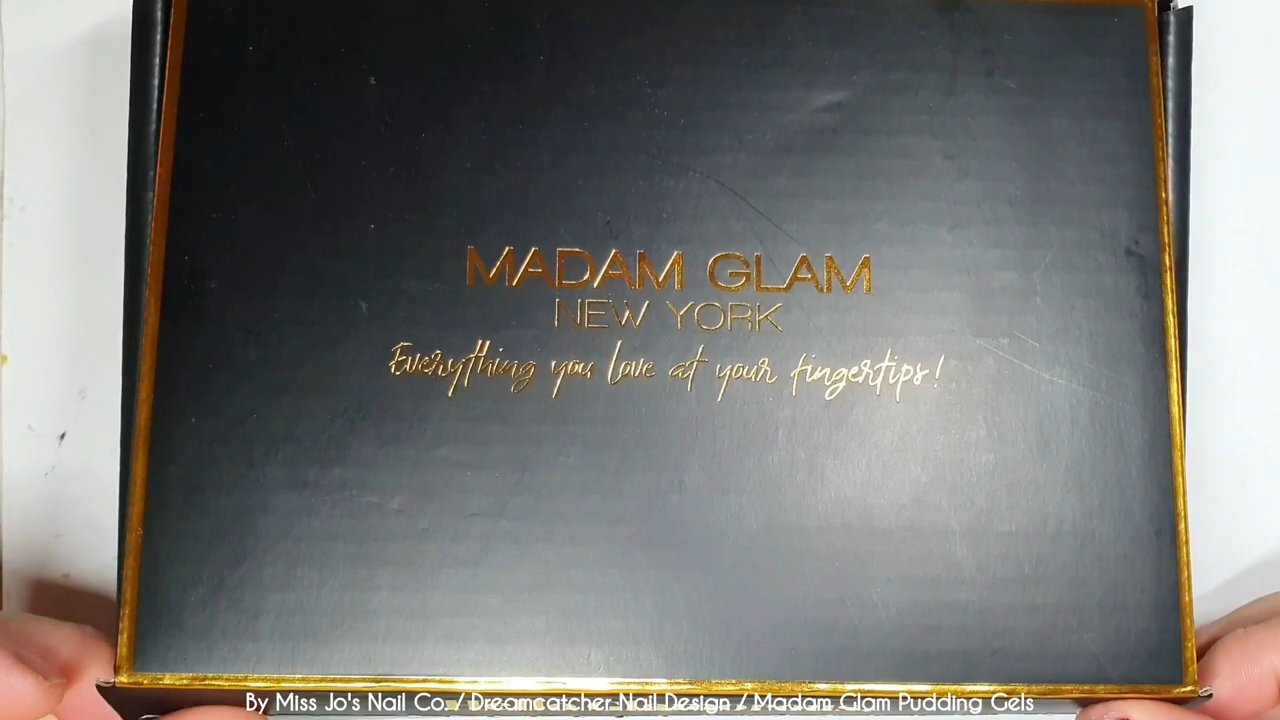 MADAM GLAM
NEW YORK
Everything you love at your fingertips!
By Miss Jo's Nail Co. / Dreamcatcher Nail Design / Madam Glam Pudding Gels